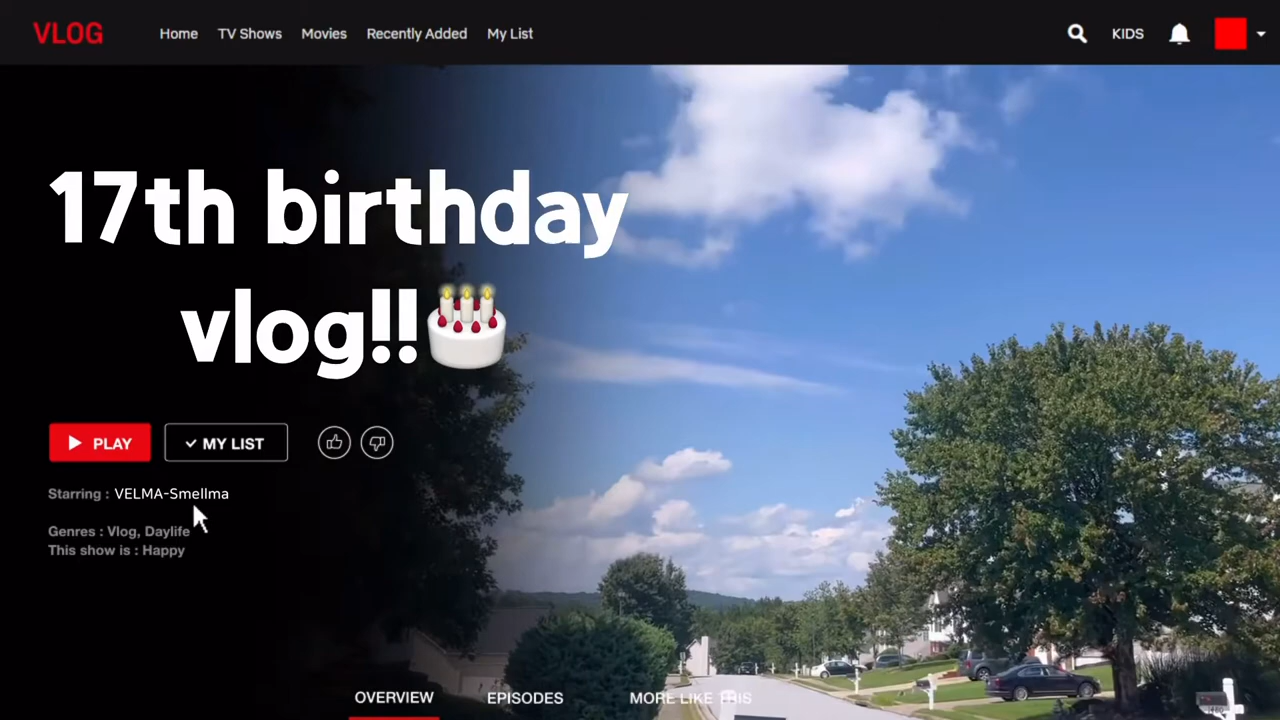 VLOG Home TV Shows Movies Recently Added My List KIDS
17th birthday
vlog!!🎂
PLAY MY LIST
Starring : VELMA-Smellma
Genres : Vlog, Daylife
This show is : Happy
OVERVIEW EPISODES MORE LIKE THIS